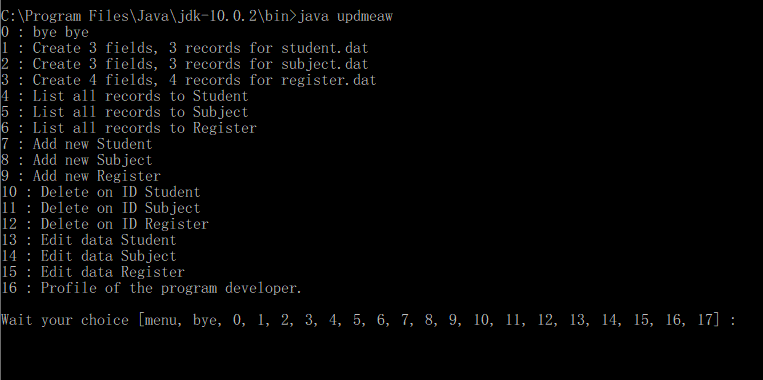 C:\Program Files\Java\jdk-10.0.2\bin>java updmeaw
0 : bye bye
1 : Create 3 fields, 3 records for student.dat
2 : Create 3 fields, 3 records for subject.dat
3 : Create 4 fields, 4 records for register.dat
4 : List all records to Student
5 : List all records to Subject
6 : List all records to Register
7 : Add new Student
8 : Add new Subject
9 : Add new Register
10 : Delete on ID Student
11 : Delete on ID Subject
12 : Delete on ID Register
13 : Edit data Student
14 : Edit data Subject
15 : Edit data Register
16 : Profile of the program developer.
Wait your choice [menu, bye, 0, 1, 2, 3, 4, 5, 6, 7, 8, 9, 10, 11, 12, 13, 14, 15, 16, 17] :